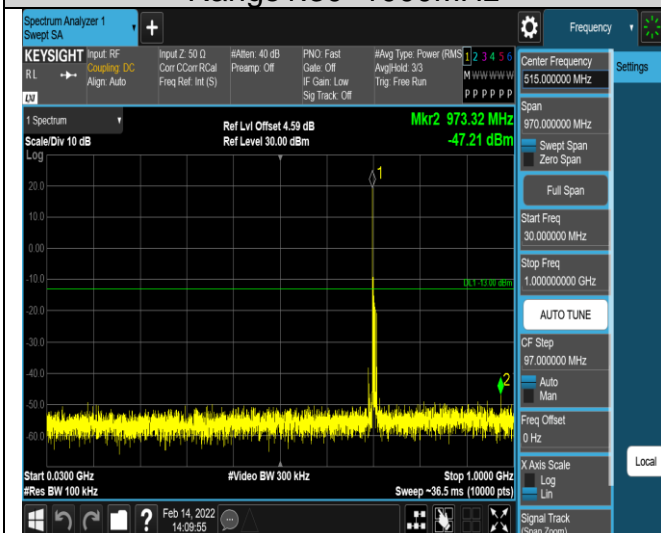 Range:R30~1000MHz
Spectrum Analyzer 1
Swept SA
Frequency
KEYSIGHT
RL
LXI
Input: RF
Coupling: DC
Align: Auto
Input Z: 50 Ω
Corr CCorr RCal
Freq Ref: Int (S)
#Atten: 40 dB
Preamp: Off
PNO: Fast
Gate: Off
IF Gain: Low
Sig Track: Off
#Avg Type: Power (RMS
Avg|Hold: 3/3
Trig: Free Run
1 2 3 4 5 6
M W W W W W
P P P P P P
Center Frequency
515.000000 MHz
Settings
1 Spectrum
Scale/Div 10 dB
Log
Ref Lvl Offset 4.59 dB
Ref Level 30.00 dBm
Mkr2 973.32 MHz
-47.21 dBm
Span
970.000000 MHz
Swept Span
Zero Span
Full Span
Start Freq
30.000000 MHz
Stop Freq
1.000000000 GHz
AUTO TUNE
CF Step
97.000000 MHz
Auto
Man
Freq Offset
0 Hz
X Axis Scale
Log
Lin
Signal Track
(Span Zoom)
Local
1
20.0
10.0
0.00
-10.0
DL1 -13.00 dBm
-20.0
-30.0
-40.0
2
-50.0
-60.0
Start 0.0300 GHz
#Video BW 300 kHz
Stop 1.0000 GHz
#Res BW 100 kHz
Sweep ~36.5 ms (10000 pts)
?
Feb 14, 2022
14:09:55